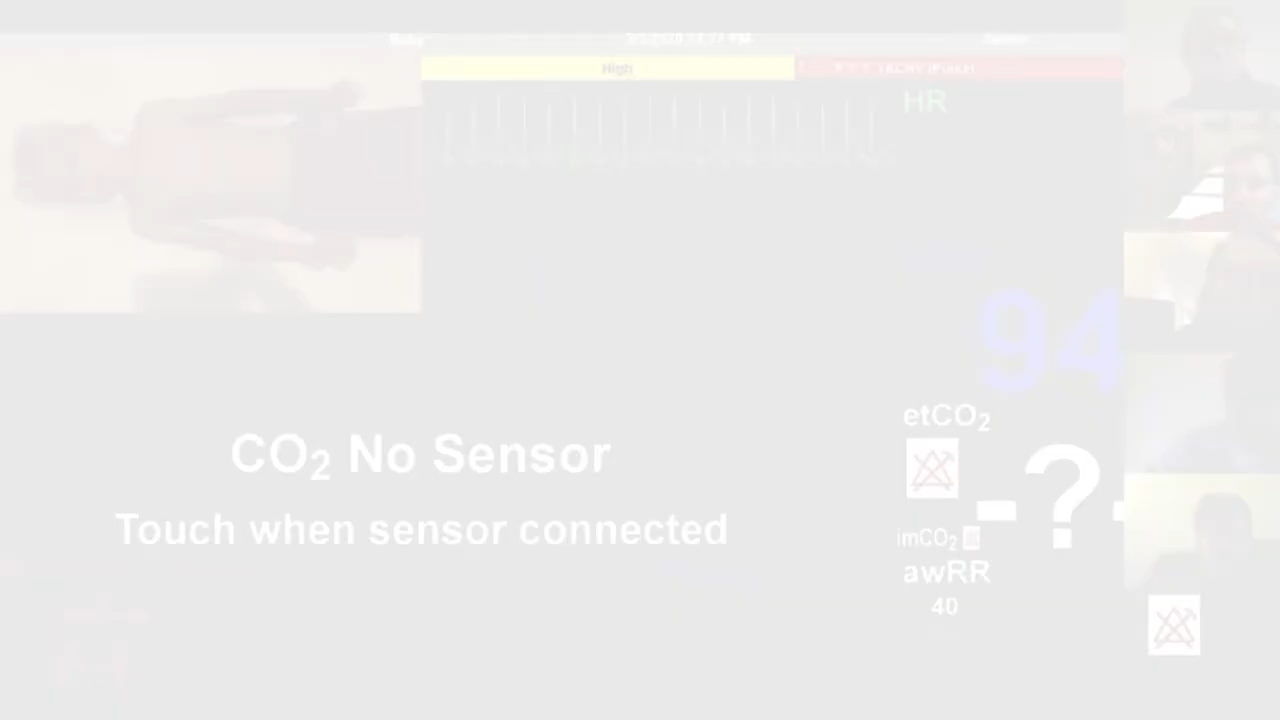 High
HR
94
etCO2
CO2 No Sensor
-?-
Touch when sensor connected
imCO2
awRR
40